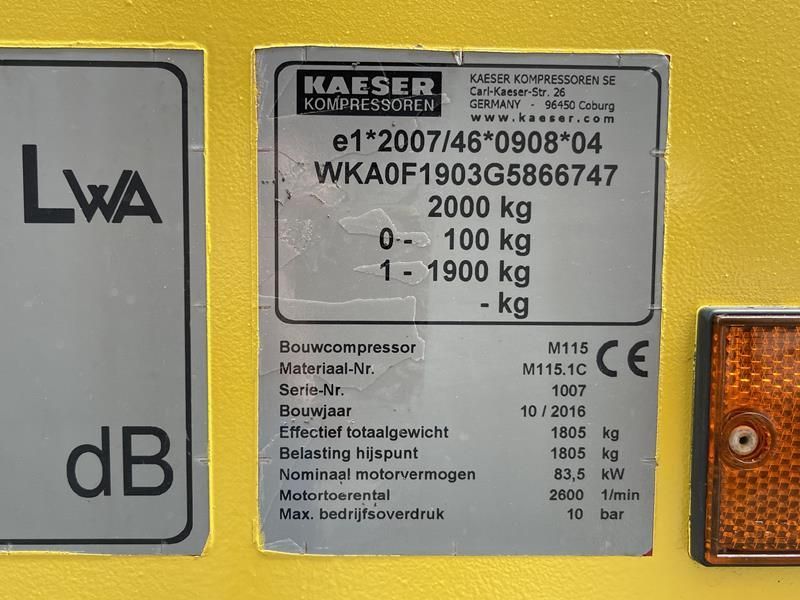 LWA
dB
KAESER
KOMPRESSOREN
KAESER KOMPRESSOREN SE
Carl-Kaeser-Str. 26
GERMANY - 96450 Coburg
www.kaeser.com
e1*2007/46*0908*04
WKA0F1903G5866747
2000 kg
0 - 100 kg
1 - 1900 kg
- kg
CE
Bouwcompressor M115
Materiaal-Nr. M115.1C
Serie-Nr. 1007
Bouwjaar 10 / 2016
Effectief totaalgewicht 1805 kg
Belasting hijspunt 1805 kg
Nominaal motorvermogen 83,5 kW
Motortoerental 2600 1/min
Max. bedrijfsoverdruk 10 bar